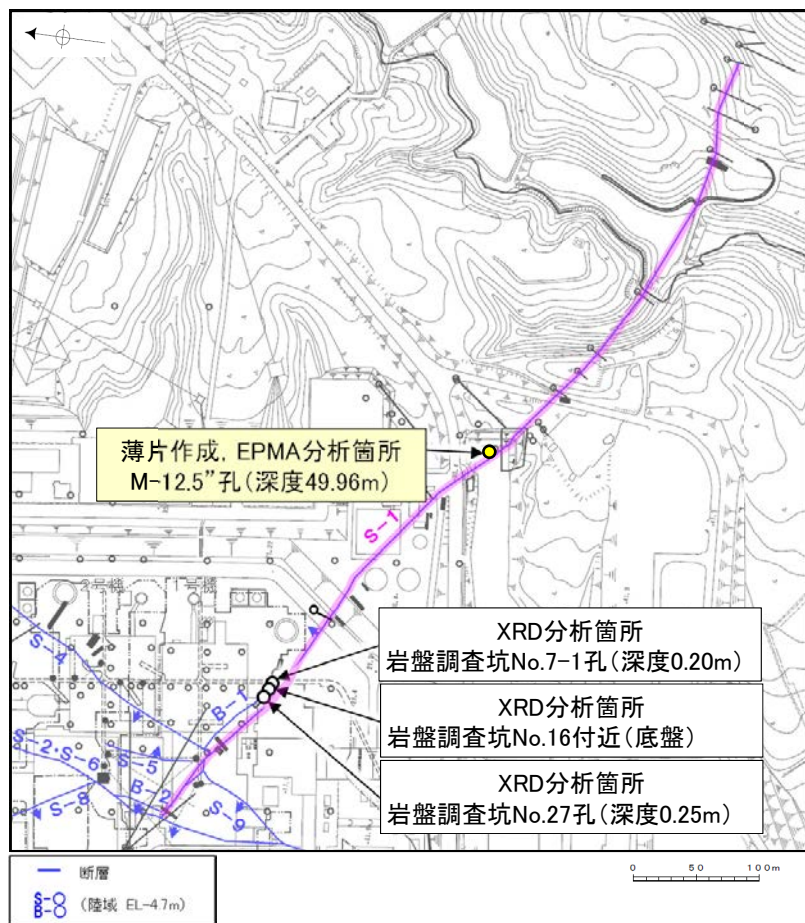 薄片作成, EPMA分析箇所
M-12.5”孔(深度49.96m)
S-1
XRD分析箇所
岩盤調査坑No.7-1孔(深度0.20m)
XRD分析箇所
岩盤調査坑No.16付近(底盤)
XRD分析箇所
岩盤調査坑No.27孔(深度0.25m)
S-4
B-1
S-2・S-6
S-5
B-2
S-8
S-9
断層
S-○
B-○
(陸域 EL-4.7m)
0 50 100m